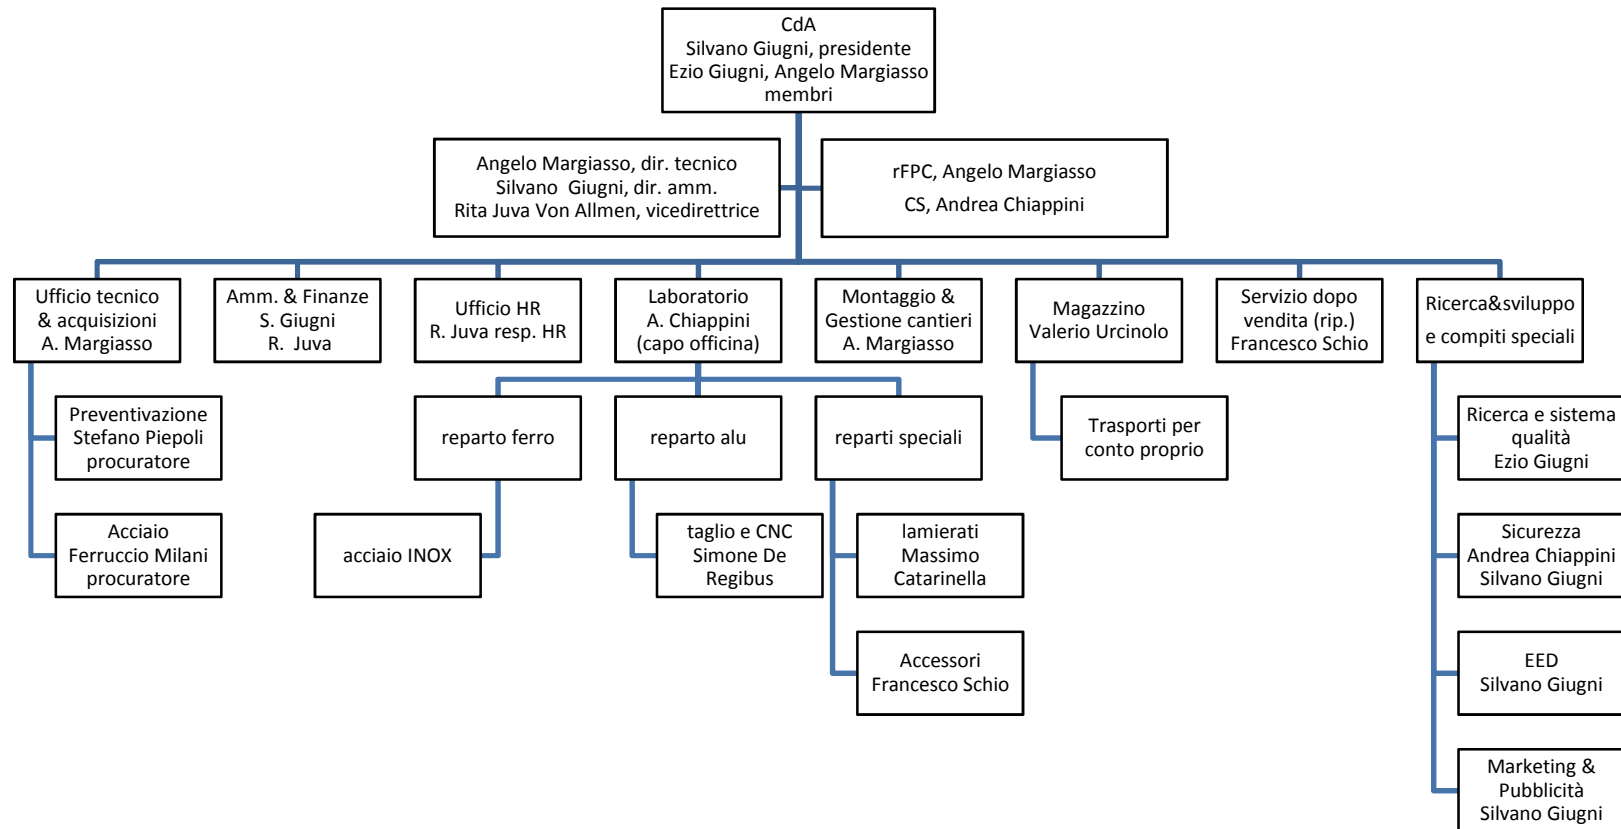 CdA
Silvano Giugni, presidente
Ezio Giugni, Angelo Margiasso
membri
Angelo Margiasso, dir. tecnico
Silvano Giugni, dir. amm.
Rita Juva Von Allmen, vicedirettrice
rFPC, Angelo Margiasso
CS, Andrea Chiappini
Ufficio tecnico
& acquisizioni
A. Margiasso
Amm. & Finanze
S. Giugni
R. Juva
Ufficio HR
R. Juva resp. HR
Laboratorio
A. Chiappini
(capo officina)
Montaggio &
Gestione cantieri
A. Margiasso
Magazzino
Valerio Urcinolo
Servizio dopo
vendita (rip.)
Francesco Schio
Ricerca&sviluppo
e compiti speciali
Preventivazione
Stefano Piepoli
procuratore
reparto ferro
reparto alu
reparti speciali
Trasporti per
conto proprio
Ricerca e sistema
qualità
Ezio Giugni
Acciaio
Ferruccio Milani
procuratore
acciaio INOX
taglio e CNC
Simone De
Regibus
lamierati
Massimo
Catarinella
Sicurezza
Andrea Chiappini
Silvano Giugni
Accessori
Francesco Schio
EED
Silvano Giugni
Marketing &
Pubblicità
Silvano Giugni